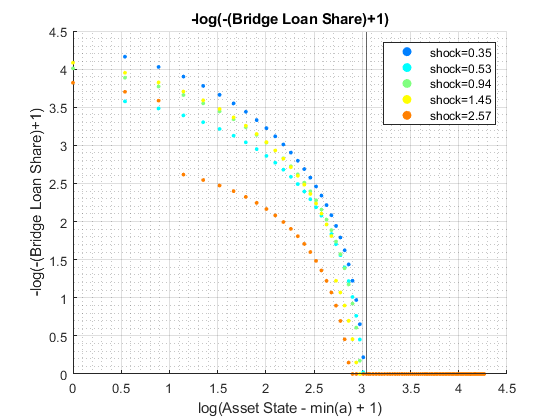 -log(-(Bridge Loan Share)+1)
4.5
4
3.5
3
2.5
2
1.5
1
0.5
0
-log(-(Bridge Loan Share)+1)
shock=0.35
shock=0.53
shock=0.94
shock=1.45
shock=2.57
0 0.5 1 1.5 2 2.5 3 3.5 4 4.5
log(Asset State - min(a) + 1)